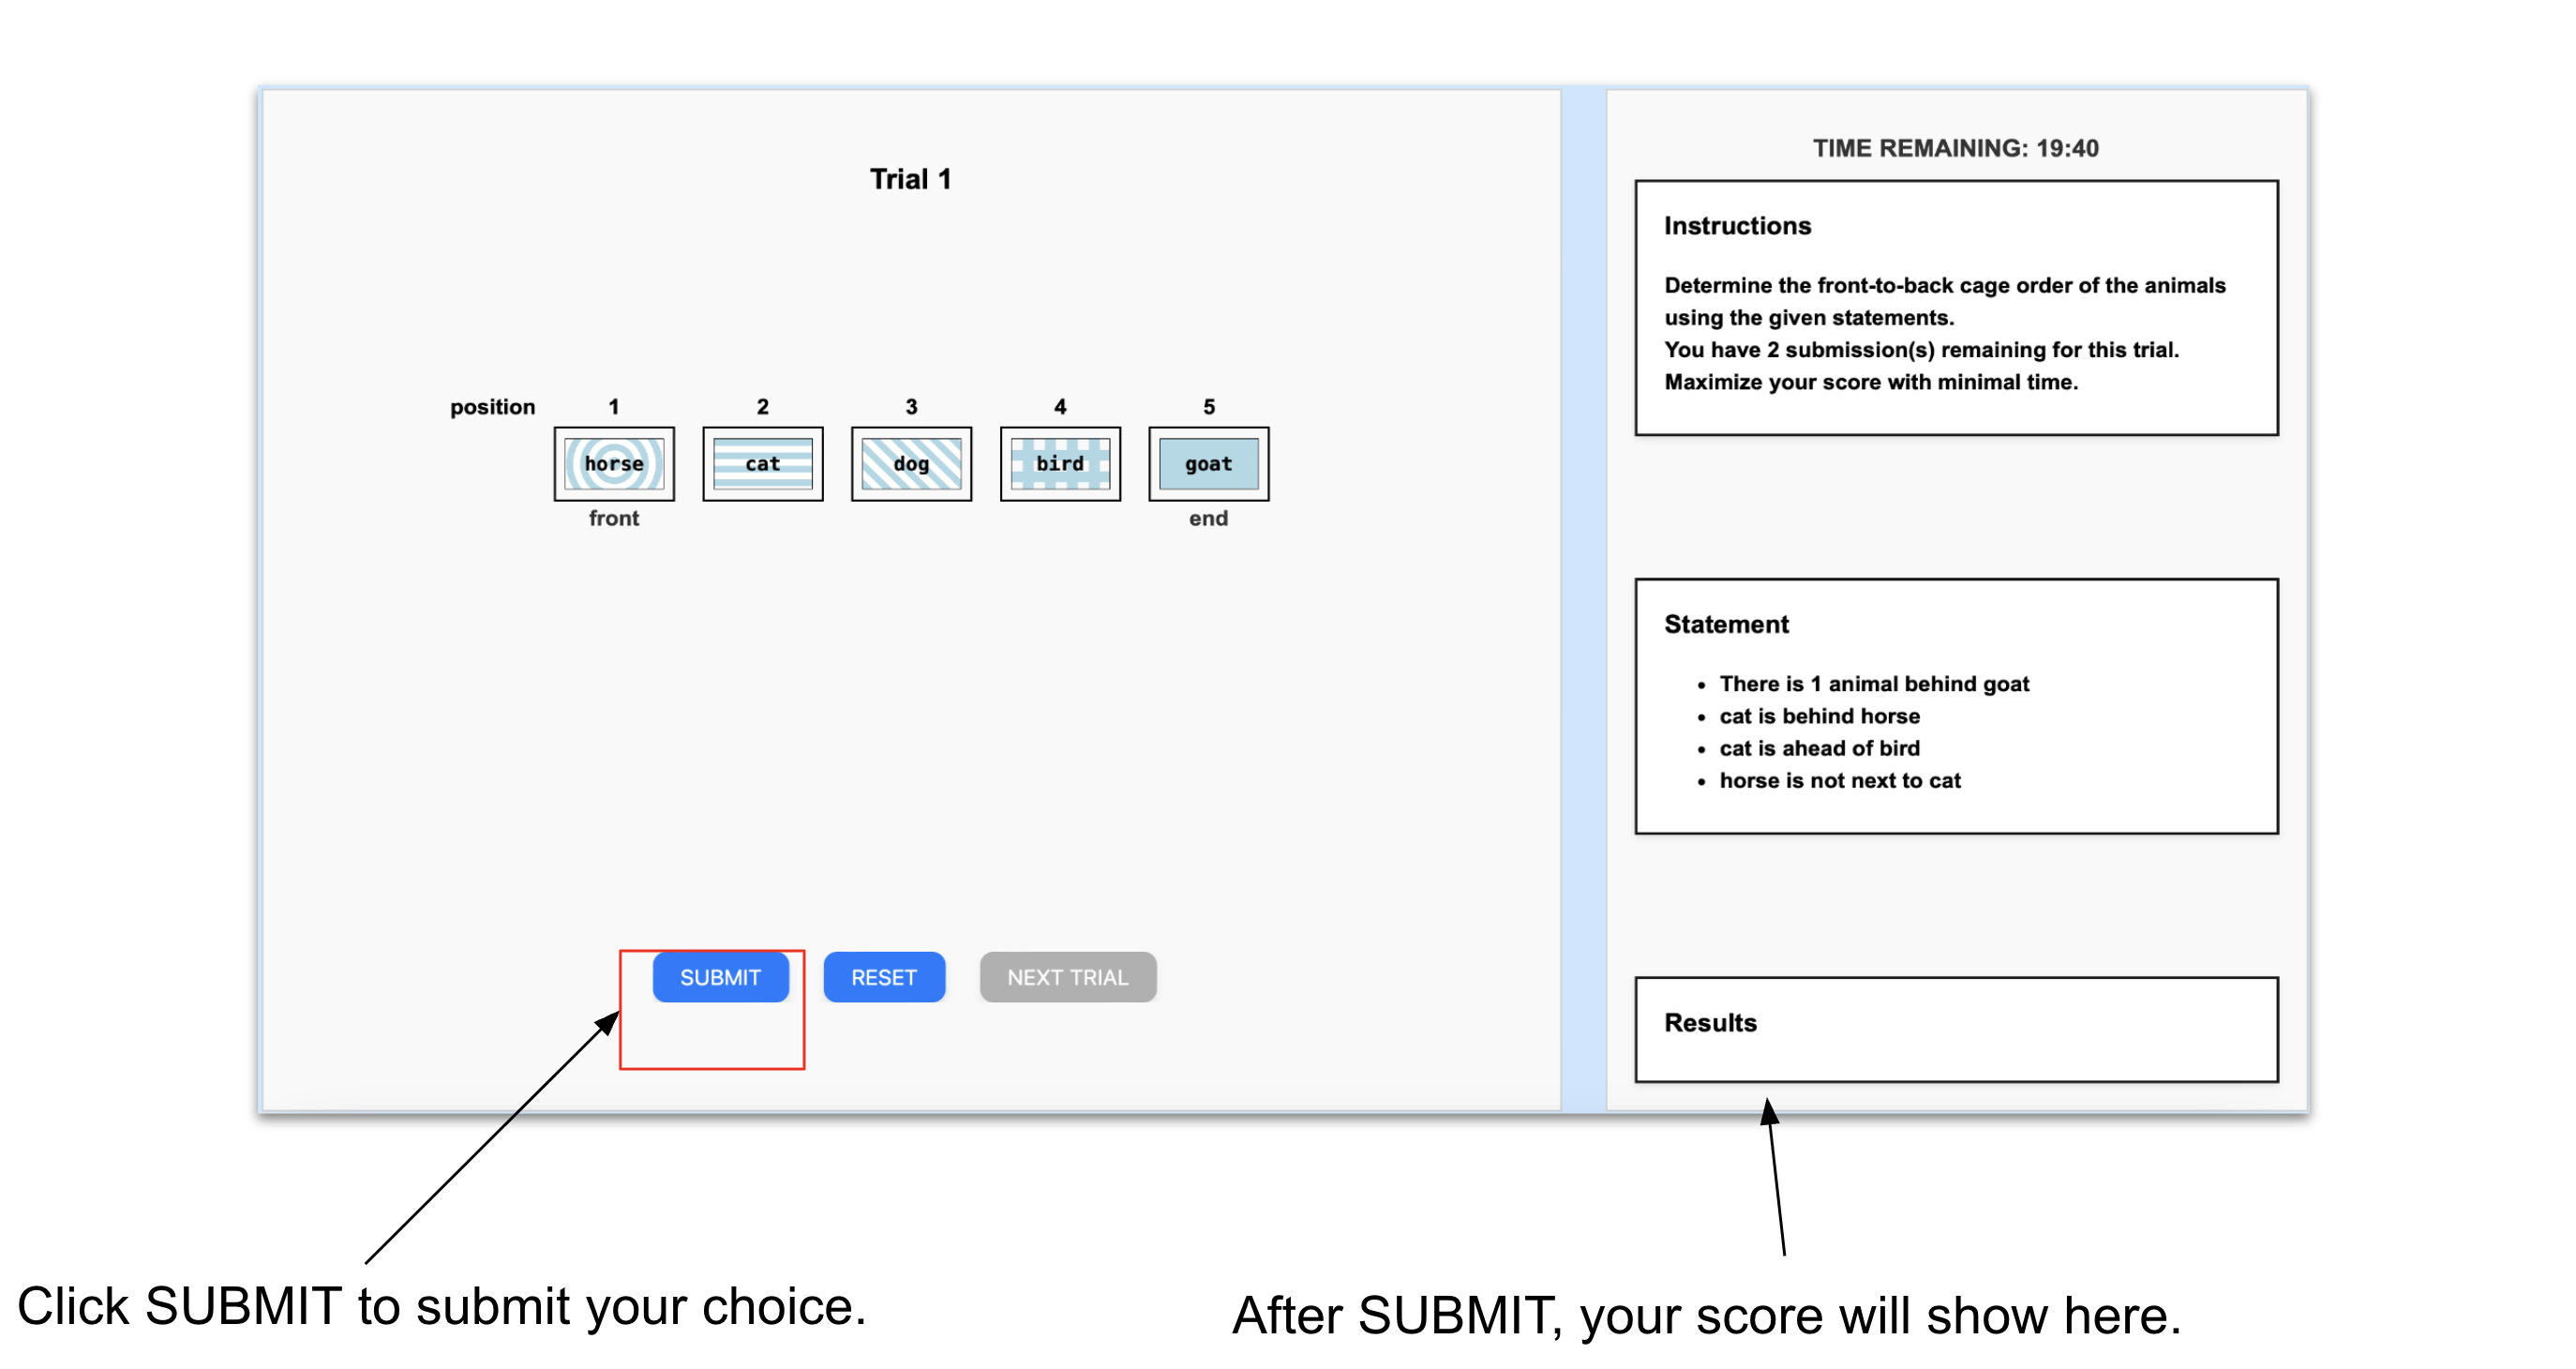 Trial 1
position 1 2 3 4 5
horse cat dog bird goat
front end
SUBMIT RESET NEXT TRIAL
TIME REMAINING: 19:40
Instructions
Determine the front-to-back cage order of the animals
using the given statements.
You have 2 submission(s) remaining for this trial.
Maximize your score with minimal time.
Statement
• There is 1 animal behind goat
• cat is behind horse
• cat is ahead of bird
• horse is not next to cat
Results
Click SUBMIT to submit your choice.
After SUBMIT, your score will show here.